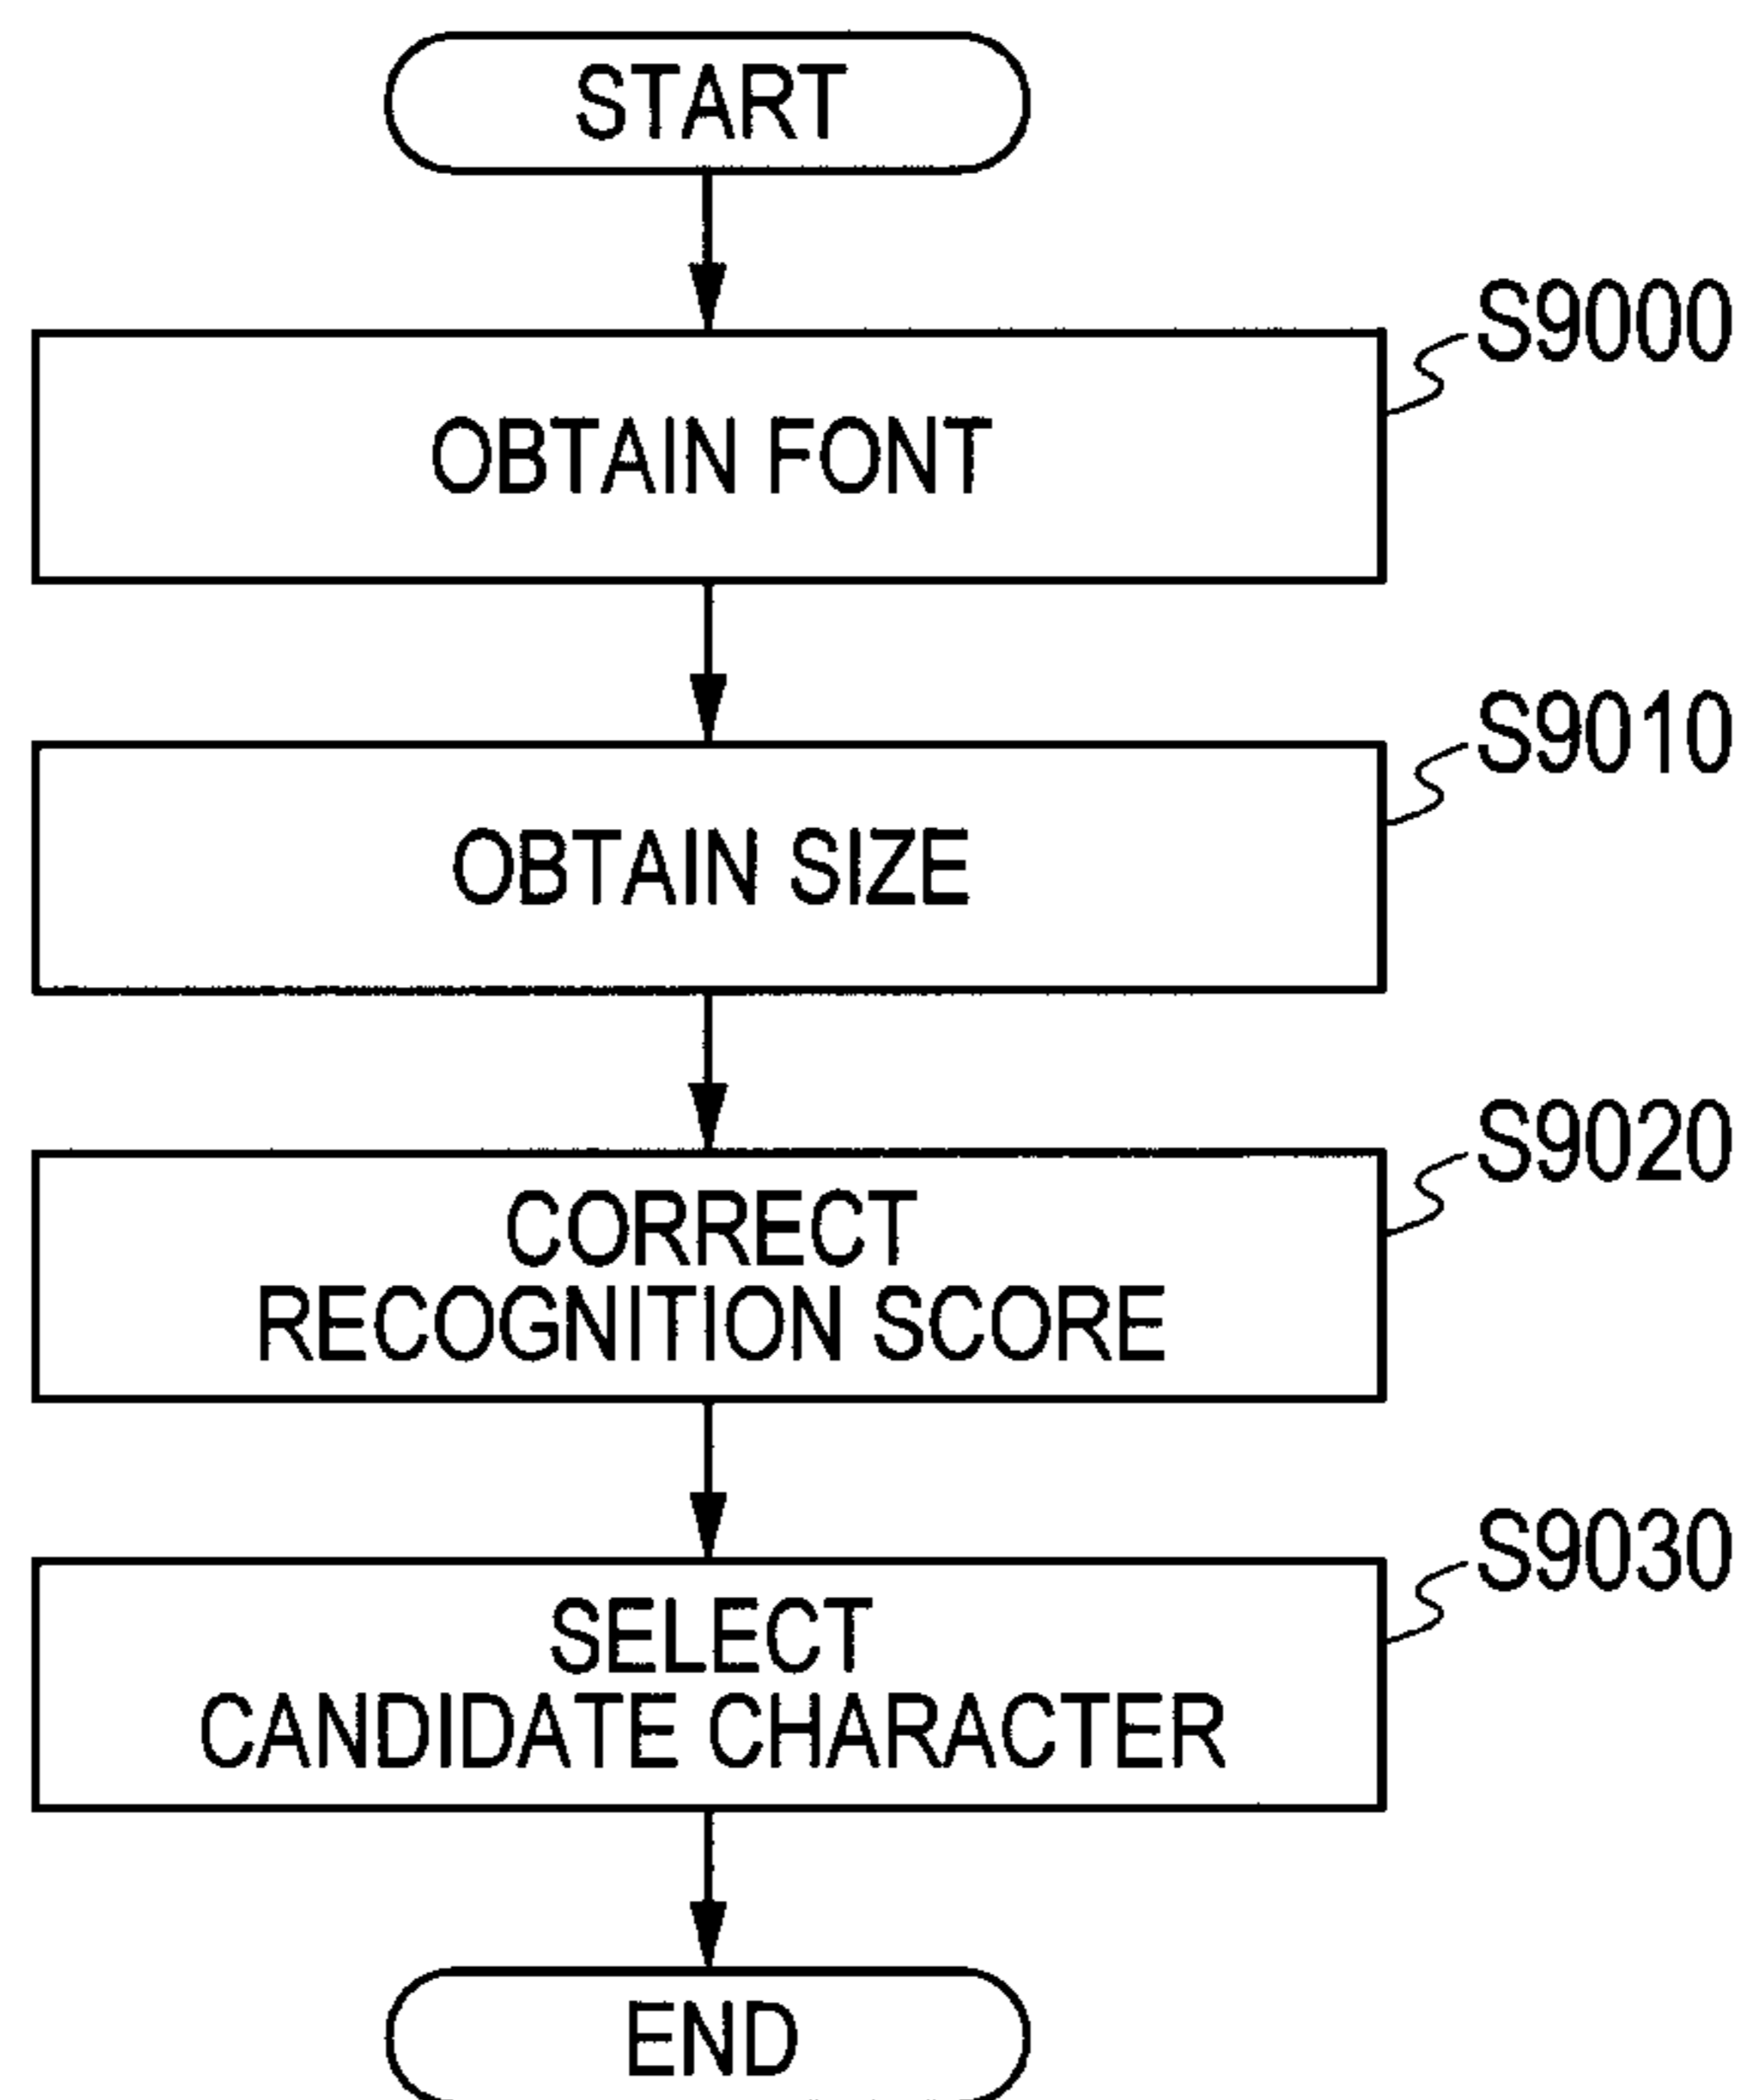 START
S9000
OBTAIN FONT
S9010
OBTAIN SIZE
S9020
CORRECT
RECOGNITION SCORE
S9030
SELECT
CANDIDATE CHARACTER
END